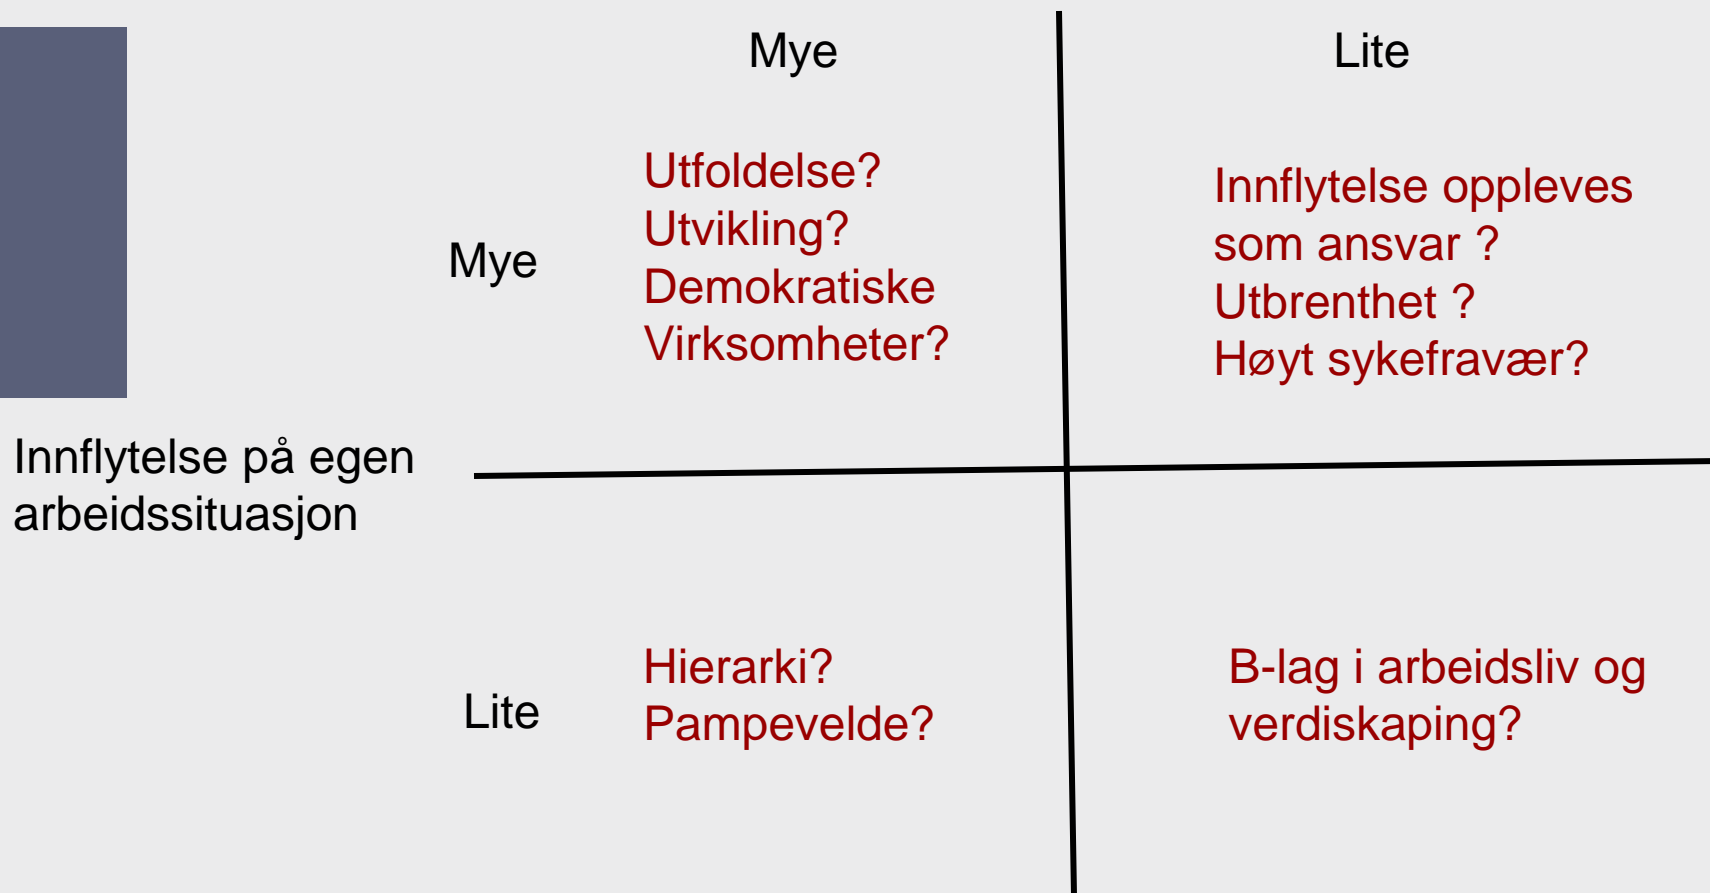 Mye
Lite
Utfoldelse?
Utvikling?
Demokratiske
Virksomheter?
Innflytelse oppleves
som ansvar ?
Utbrenthet ?
Høyt sykefravær?
Mye
Innflytelse på egen
arbeidssituasjon
Lite
Hierarki?
Pampevelde?
B-lag i arbeidsliv og
verdiskaping?